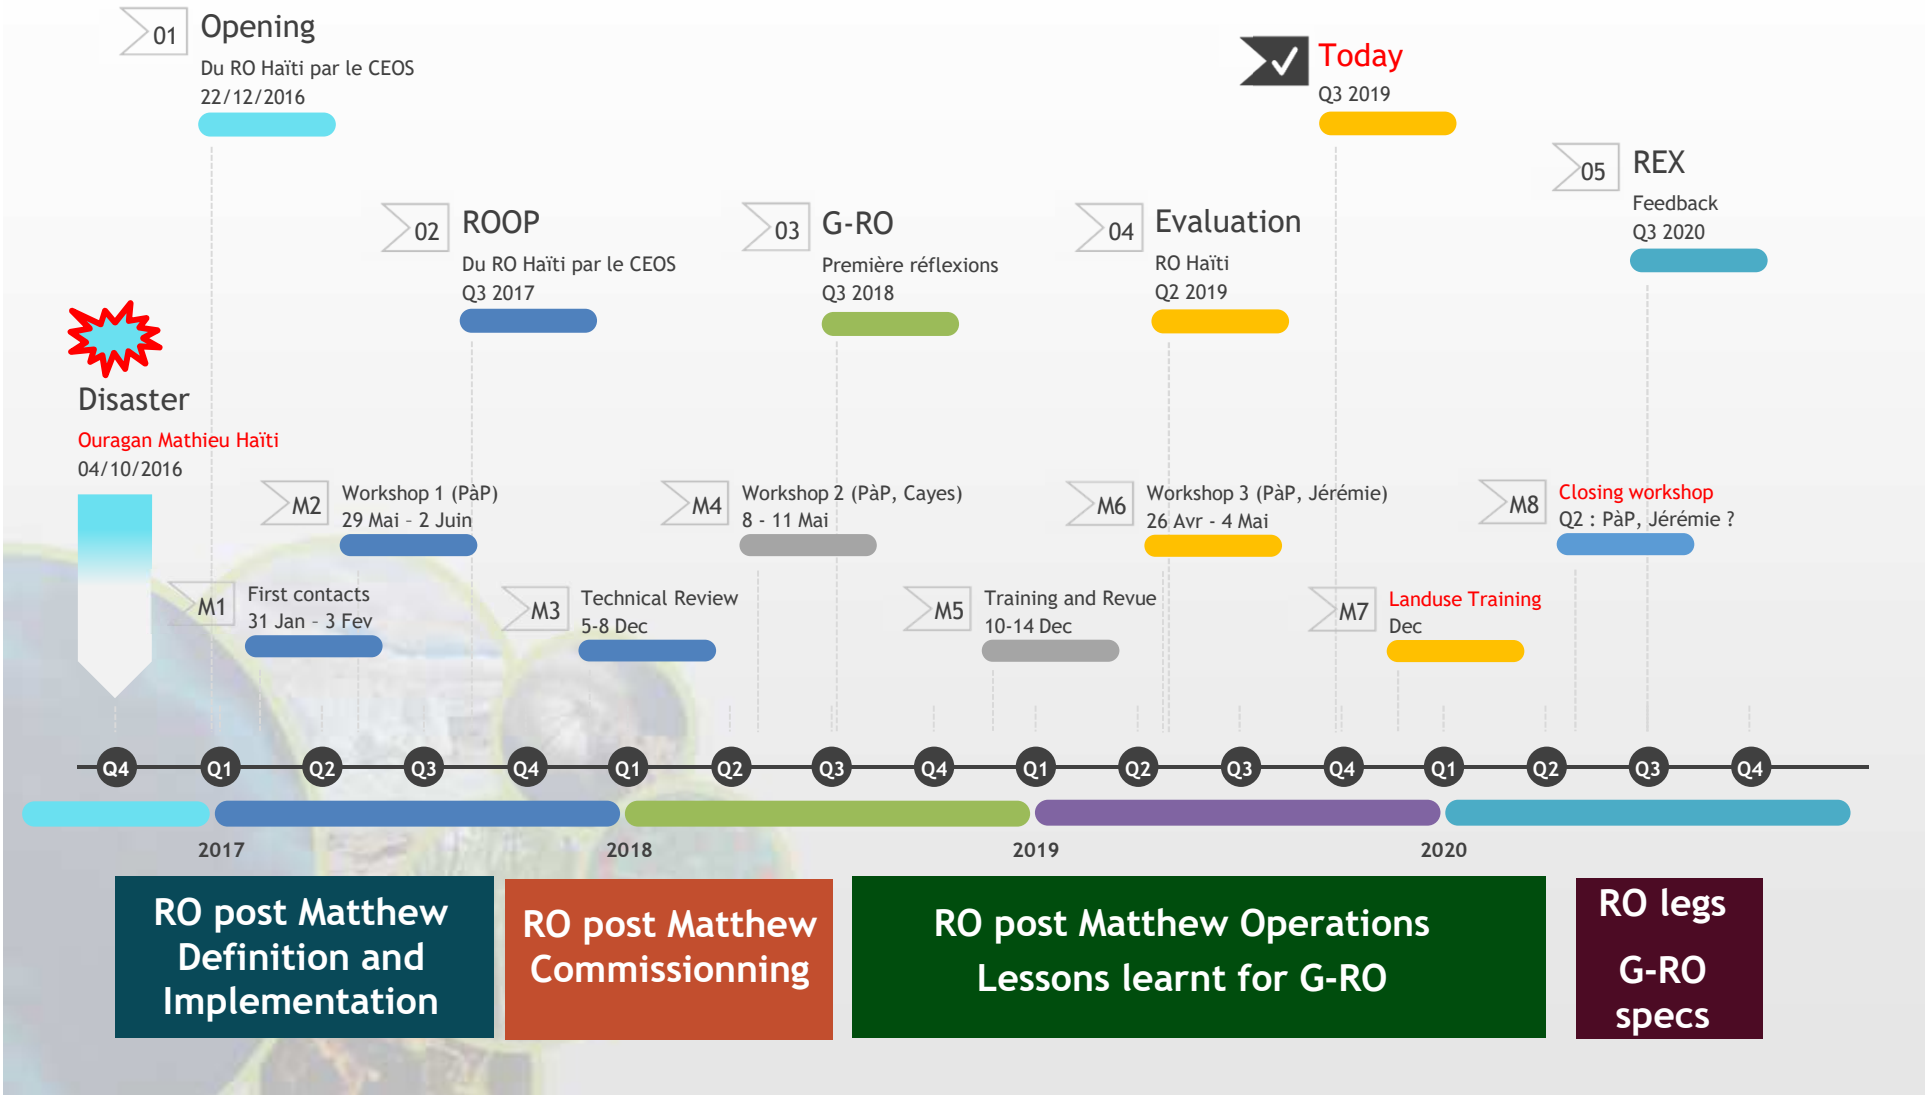 01
Opening
Du RO Haïti par le CEOS
22/12/2016
Today
Q3 2019
05
REX
Feedback
Q3 2020
02
ROOP
Du RO Haïti par le CEOS
Q3 2017
03
G-RO
Première réflexions
Q3 2018
04
Evaluation
RO Haïti
Q2 2019
Disaster
Ouragan Mathieu Haïti
04/10/2016
M2
Workshop 1 (PàP)
29 Mai – 2 Juin
M4
Workshop 2 (PàP, Cayes)
8 - 11 Mai
M6
Workshop 3 (PàP, Jérémie)
26 Avr - 4 Mai
M8
Closing workshop
Q2 : PàP, Jérémie ?
M1
First contacts
31 Jan – 3 Fev
M3
Technical Review
5-8 Dec
M5
Training and Revue
10-14 Dec
M7
Landuse Training
Dec
Q4 Q1 Q2 Q3 Q4 Q1 Q2 Q3 Q4 Q1 Q2 Q3 Q4 Q1 Q2 Q3 Q4
2017 2018 2019 2020
RO post Matthew
Definition and
Implementation
RO post Matthew
Commissionning
RO post Matthew Operations
Lessons learnt for G-RO
RO legs
G-RO
specs